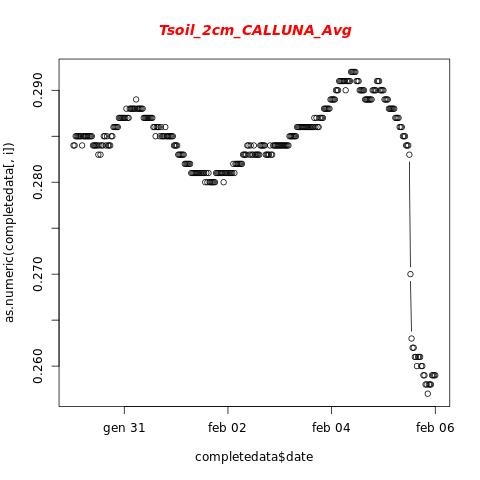 Tsoil_2cm_CALLUNA_Avg
as.numeric(completedata[, i])
0.290
0.280
0.270
0.260
gen 31
feb 02
feb 04
feb 06
completedata$date